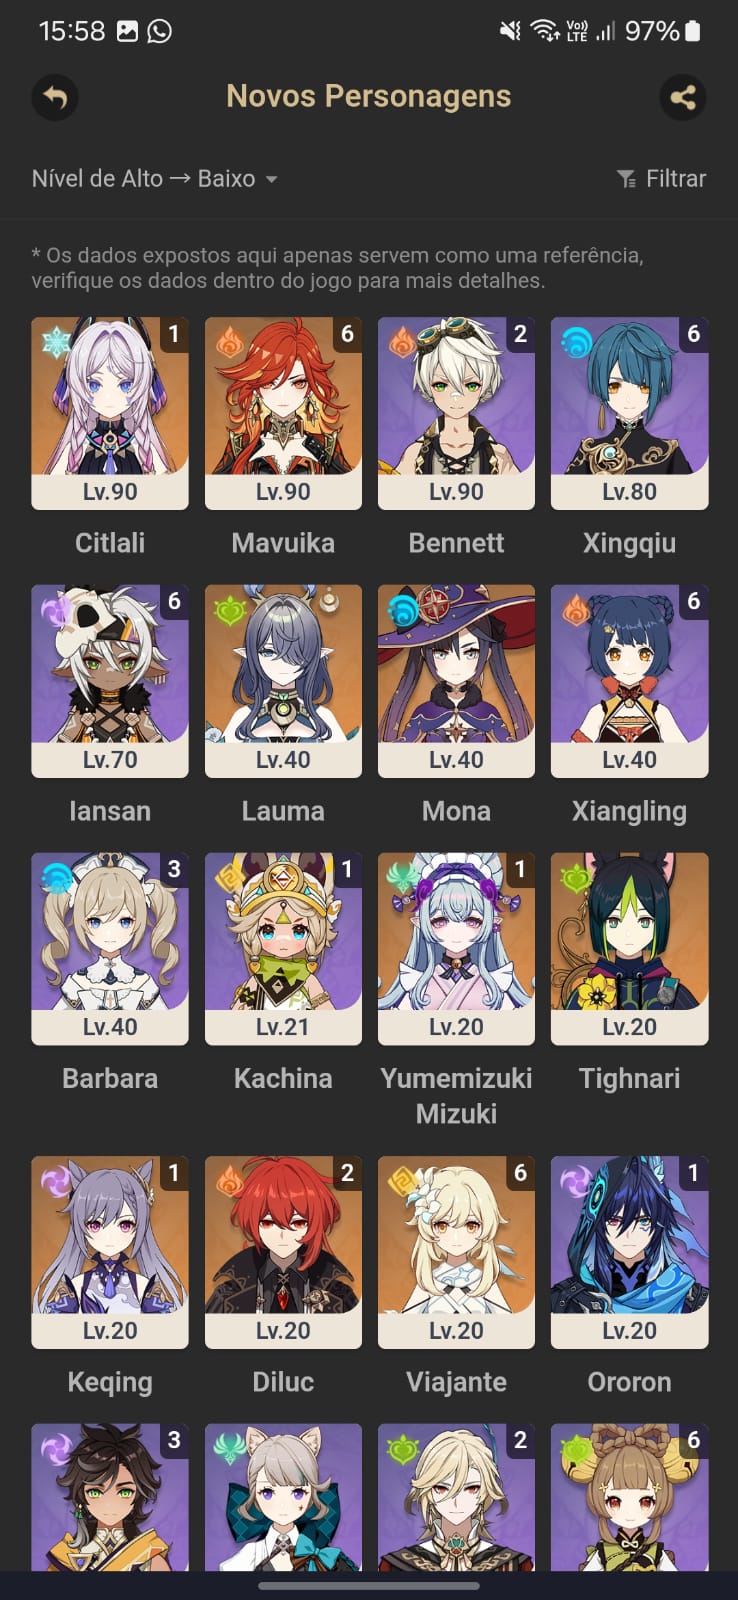 15:58 Vo)) LTE 97%
Novos Personagens
Nível de Alto → Baixo Filtrar
* Os dados expostos aqui apenas servem como uma referência,
verifique os dados dentro do jogo para mais detalhes.
1 6 2 6
Lv.90 Lv.90 Lv.90 Lv.80
Citlali Mavuika Bennett Xingqiu
6 6
Lv.70 Lv.40 Lv.40 Lv.40
Iansan Lauma Mona Xiangling
3 1 1
Lv.40 Lv.21 Lv.20 Lv.20
Barbara Kachina Yumemizuki Tighnari
Mizuki
1 2 6 1
Lv.20 Lv.20 Lv.20 Lv.20
Keqing Diluc Viajante Ororon
3 2 6